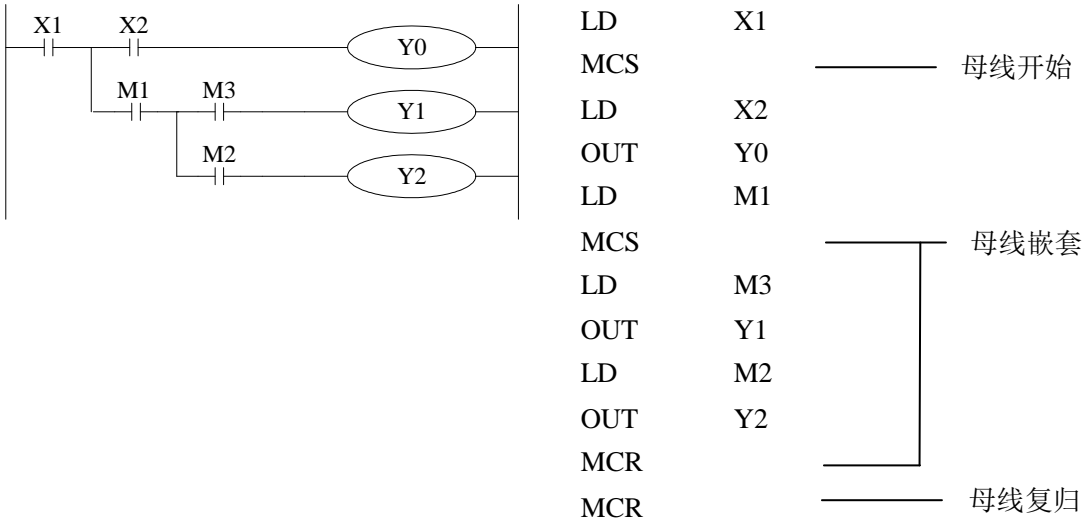 X1 X2
Y0
M1 M3
Y1
M2
Y2
LD X1
MCS 母线开始
LD X2
OUT Y0
LD M1
MCS 母线嵌套
LD M3
OUT Y1
LD M2
OUT Y2
MCR
MCR 母线复归